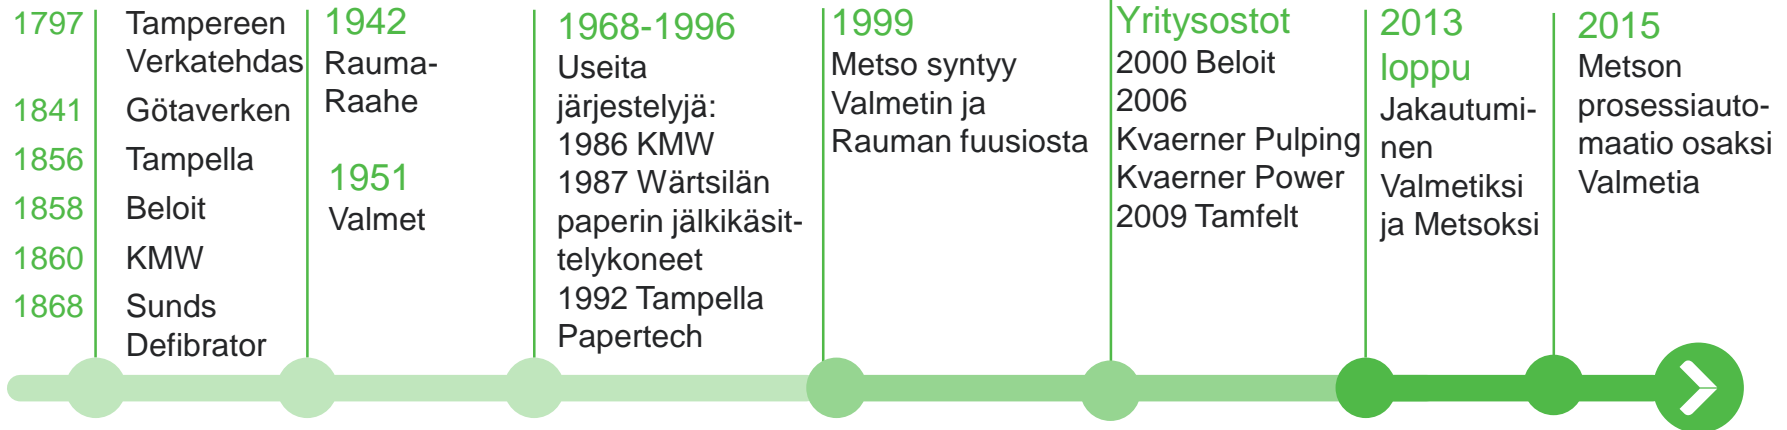 1797 Tampereen
Verkatehdas
1841 Götaverken
1856 Tampella
1858 Beloit
1860 KMW
1868 Sunds
Defibrator
1942
Rauma-
Raahe
1951
Valmet
1968-1996
Useita
järjestelyjä:
1986 KMW
1987 Wärtsilän
paperin jälkikäsit-
telykoneet
1992 Tampella
Papertech
1999
Metso syntyy
Valmetin ja
Rauman fuusiosta
Yritysostot
2000 Beloit
2006
Kvaerner Pulping
Kvaerner Power
2009 Tamfelt
2013
loppu
Jakautumi-
nen
Valmetiksi
ja Metsoksi
2015
Metson
prosessiauto-
maatio osaksi
Valmetia